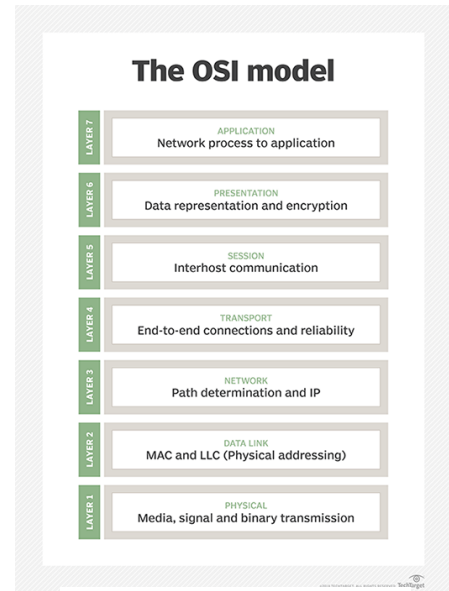 The OSI model
LAYER 7
APPLICATION
Network process to application
LAYER 6
PRESENTATION
Data representation and encryption
LAYER 5
SESSION
Interhost communication
LAYER 4
TRANSPORT
End-to-end connections and reliability
LAYER 3
NETWORK
Path determination and IP
LAYER 2
DATA LINK
MAC and LLC (Physical addressing)
LAYER 1
PHYSICAL
Media, signal and binary transmission
TechTarget